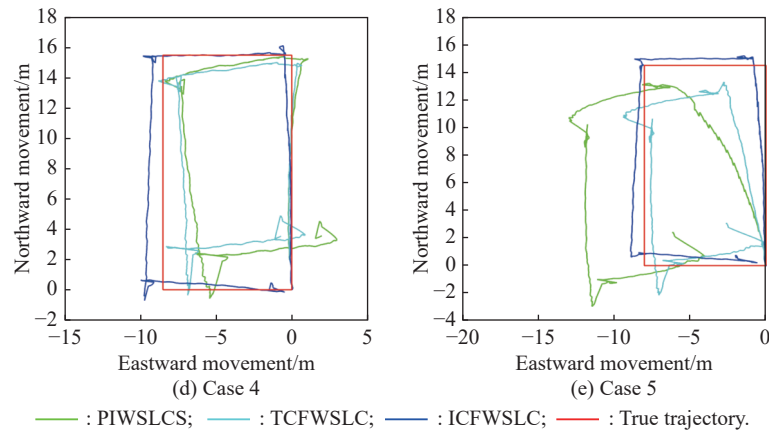 18
16
14
12
10
8
6
4
2
0
−2
Northward movement/m
−15 −10 −5 0 5
Eastward movement/m
(d) Case 4
18
16
14
12
10
8
6
4
2
0
−2
−4
Northward movement/m
−20 −15 −10 −5 0
Eastward movement/m
(e) Case 5
: PIWSLCS; : TCFWSLC; : ICFWSLC; : True trajectory.